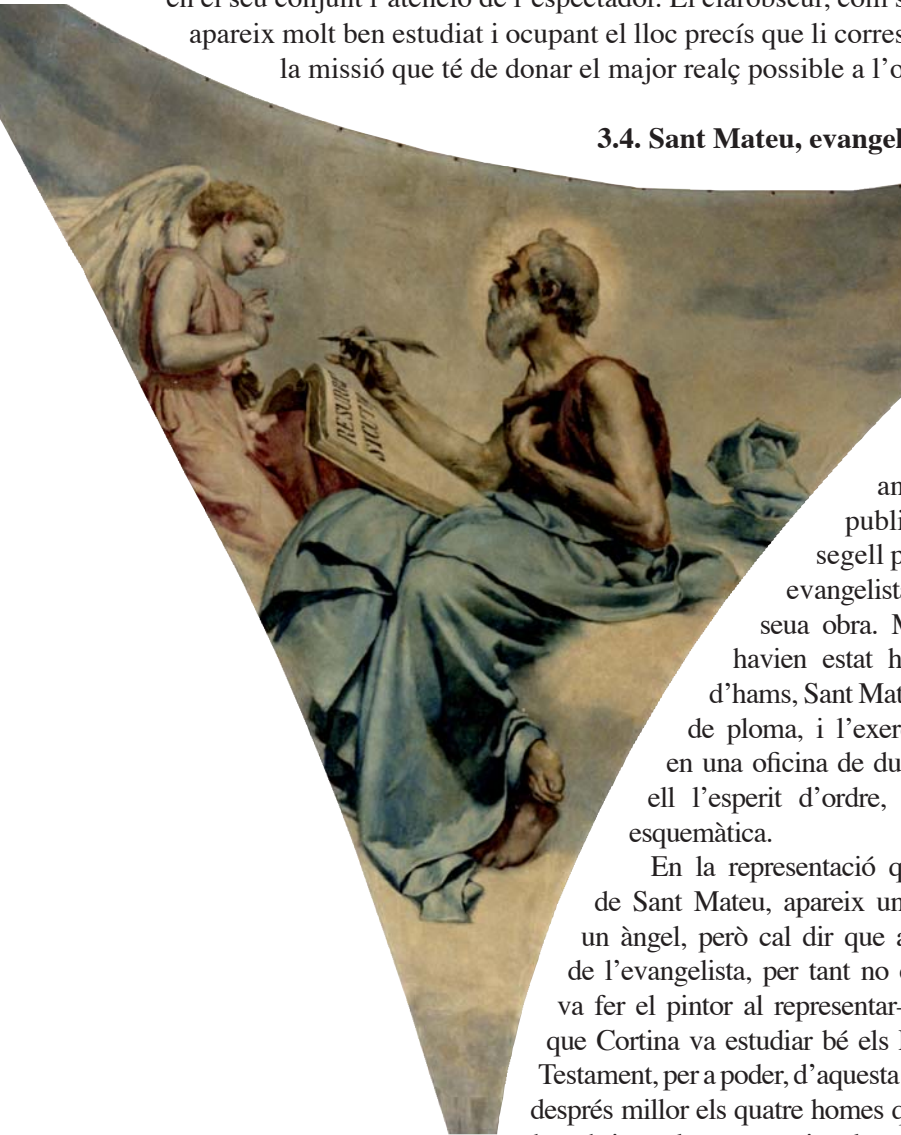 en el seu conjunt l'atenció de l'espectador. El clarobscur, com s
apareix molt ben estudiat i ocupant el lloc precís que li corres
la missió que té de donar el major realç possible a l'o
3.4. Sant Mateu, evangel
RESURR
SICUT
an
publi
segell p
evangelista
seua obra. M
havien estat h
d'hams, Sant Mat
de ploma, i l'exer
en una oficina de du
ell l'esperit d'ordre,
esquemàtica.
En la representació q
de Sant Mateu, apareix un
un àngel, però cal dir que a
de l'evangelista, per tant no
va fer el pintor al representar-
que Cortina va estudiar bé els
Testament, per a poder, d'aquesta
després millor els quatre homes q